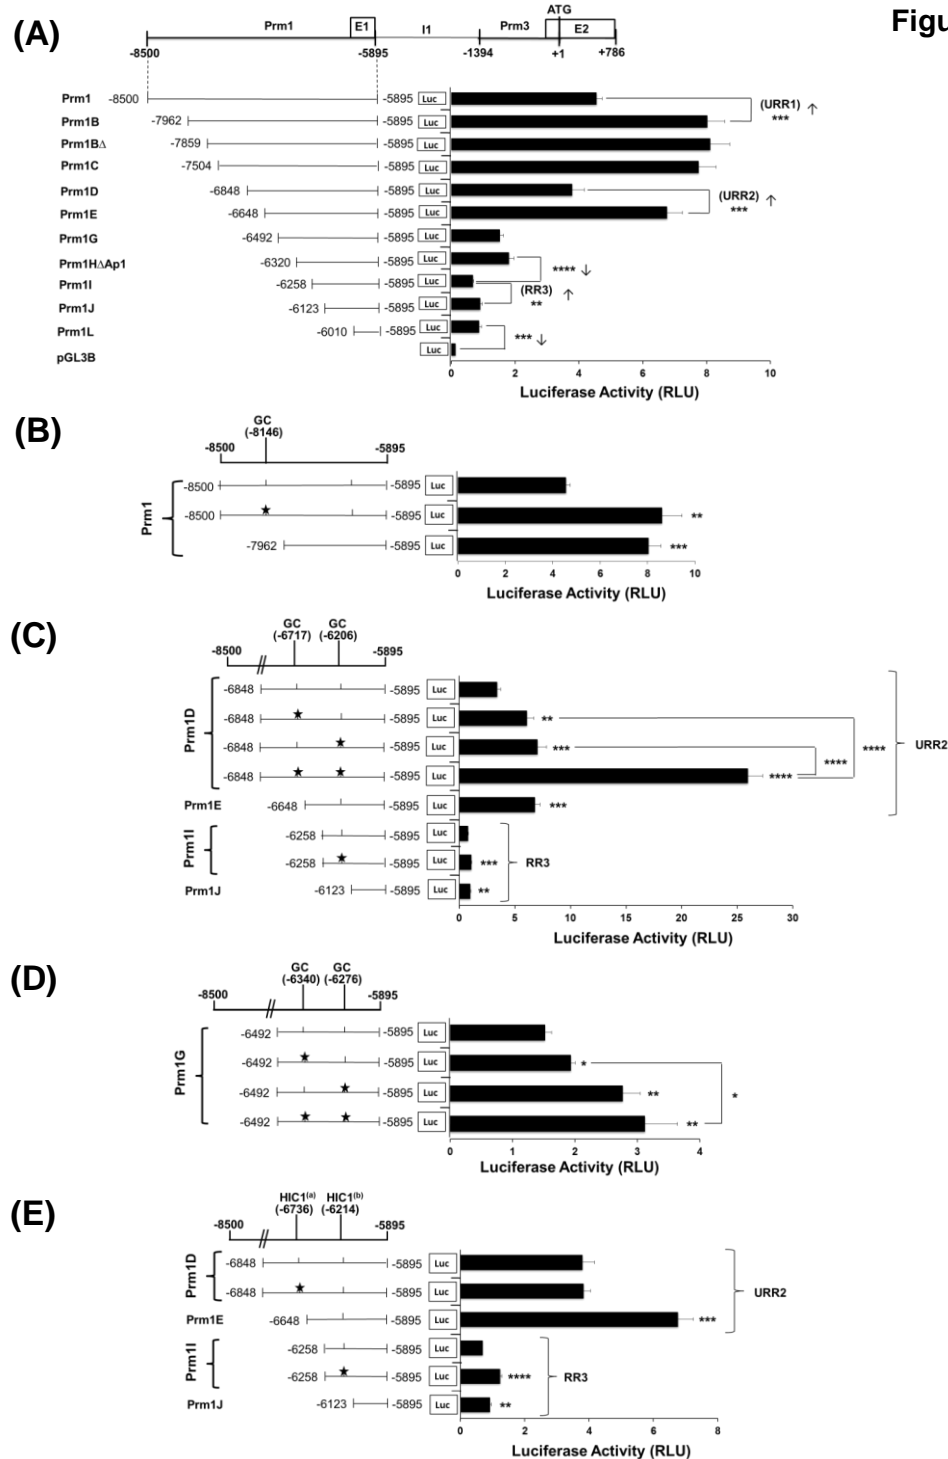 Figu
(A)
Prm1 E1 I1 Prm3 ATG E2
-8500 -5895 -1394 +1 +786
Prm1 -8500 -5895 Luc
Prm1B -7962 -5895 Luc
(URR1) *** ↑
Prm1BΔ -7859 -5895 Luc
Prm1C -7504 -5895 Luc
Prm1D -6848 -5895 Luc
Prm1E -6648 -5895 Luc
(URR2) *** ↑
Prm1G -6492 -5895 Luc
Prm1HΔAp1 -6320 -5895 Luc
**** ↓
Prm1I -6258 -5895 Luc
(RR3) ** ↑
Prm1J -6123 -5895 Luc
Prm1L -6010 -5895 Luc
*** ↓
pGL3B Luc
0 2 4 6 8 10
Luciferase Activity (RLU)
(B)
GC
(-8146)
-8500 -5895
Prm1
-8500 -5895 Luc
-8500 ★ -5895 Luc **
-7962 -5895 Luc ***
0 2 4 6 8 10
Luciferase Activity (RLU)
(C)
GC GC
(-6717) (-6206)
-8500 -5895
Prm1D
-6848 -5895 Luc
-6848 ★ -5895 Luc **
-6848 ★ -5895 Luc ***
-6848 ★ ★ -5895 Luc ****
**** **** URR2
Prm1E -6648 -5895 Luc ***
Prm1I
-6258 -5895 Luc
-6258 ★ -5895 Luc *** RR3
Prm1J -6123 -5895 Luc **
0 5 10 15 20 25 30
Luciferase Activity (RLU)
(D)
GC GC
(-6340) (-6276)
-8500 -5895
Prm1G
-6492 -5895 Luc
-6492 ★ -5895 Luc *
-6492 ★ -5895 Luc ** *
-6492 ★ ★ -5895 Luc **
0 1 2 3 4
Luciferase Activity (RLU)
(E)
HIC1(a) HIC1(b)
(-6736) (-6214)
-8500 -5895
Prm1D
-6848 -5895 Luc
-6848 ★ -5895 Luc URR2
Prm1E -6648 -5895 Luc ***
Prm1I
-6258 -5895 Luc
-6258 ★ -5895 Luc **** RR3
Prm1J -6123 -5895 Luc **
0 2 4 6 8
Luciferase Activity (RLU)